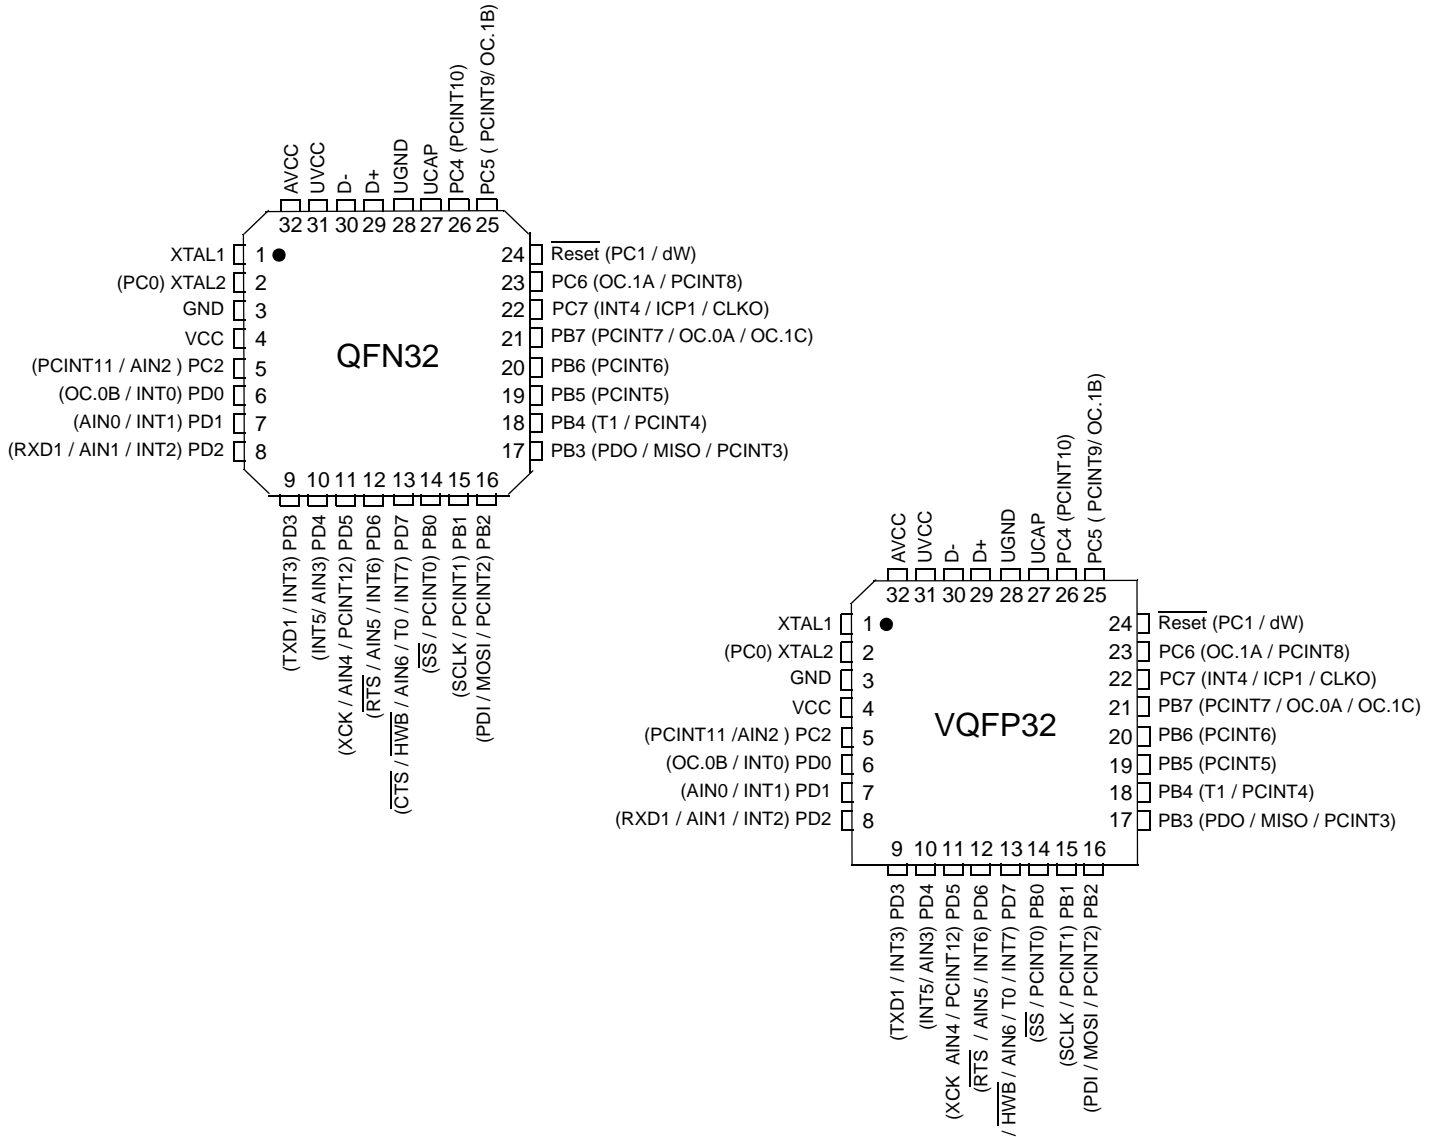 AVCC
UVCC
D-
D+
UGND
UCAP
PC4 (PCINT10)
PC5 ( PCINT9/ OC.1B)
32 31 30 29 28 27 26 25
XTAL1 1
(PC0) XTAL2 2
GND 3
VCC 4
(PCINT11 / AIN2 ) PC2 5
(OC.0B / INT0) PD0 6
(AIN0 / INT1) PD1 7
(RXD1 / AIN1 / INT2) PD2 8
QFN32
24 Reset (PC1 / dW)
23 PC6 (OC.1A / PCINT8)
22 PC7 (INT4 / ICP1 / CLKO)
21 PB7 (PCINT7 / OC.0A / OC.1C)
20 PB6 (PCINT6)
19 PB5 (PCINT5)
18 PB4 (T1 / PCINT4)
17 PB3 (PDO / MISO / PCINT3)
9 10 11 12 13 14 15 16
(TXD1 / INT3) PD3
(INT5/ AIN3) PD4
(XCK / AIN4 / PCINT12) PD5
(RTS / AIN5 / INT6) PD6
(CTS / HWB / AIN6 / T0 / INT7) PD7
(SS / PCINT0) PB0
(SCLK / PCINT1) PB1
(PDI / MOSI / PCINT2) PB2
AVCC
UVCC
D-
D+
UGND
UCAP
PC4 (PCINT10)
PC5 ( PCINT9/ OC.1B)
32 31 30 29 28 27 26 25
XTAL1 1
(PC0) XTAL2 2
GND 3
VCC 4
(PCINT11 /AIN2 ) PC2 5
(OC.0B / INT0) PD0 6
(AIN0 / INT1) PD1 7
(RXD1 / AIN1 / INT2) PD2 8
VQFP32
24 Reset (PC1 / dW)
23 PC6 (OC.1A / PCINT8)
22 PC7 (INT4 / ICP1 / CLKO)
21 PB7 (PCINT7 / OC.0A / OC.1C)
20 PB6 (PCINT6)
19 PB5 (PCINT5)
18 PB4 (T1 / PCINT4)
17 PB3 (PDO / MISO / PCINT3)
9 10 11 12 13 14 15 16
(TXD1 / INT3) PD3
(INT5/ AIN3) PD4
(XCK AIN4 / PCINT12) PD5
(RTS / AIN5 / INT6) PD6
/ HWB / AIN6 / T0 / INT7) PD7
(SS / PCINT0) PB0
(SCLK / PCINT1) PB1
(PDI / MOSI / PCINT2) PB2